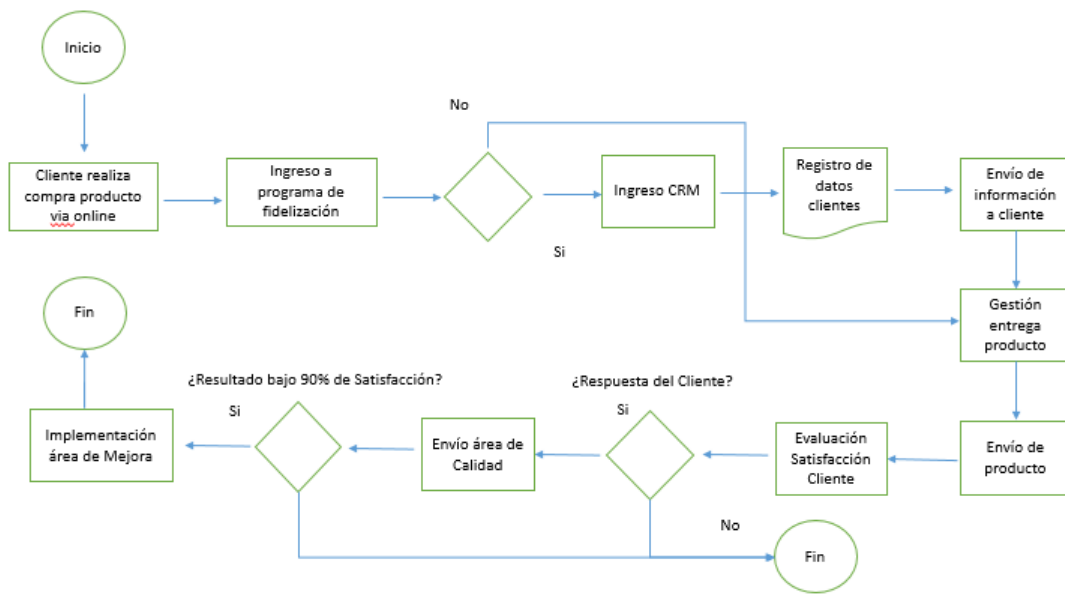 Inicio
No
Cliente realiza
compra producto
via online
Ingreso a
programa de
fidelización
Ingreso CRM
Registro de
datos
clientes
Envío de
información
a cliente
Si
Fin
Gestión
entrega
producto
¿Resultado bajo 90% de Satisfacción?
¿Respuesta del Cliente?
Si
Si
Implementación
área de Mejora
Envío área de
Calidad
Evaluación
Satisfacción
Cliente
Envío de
producto
No
Fin